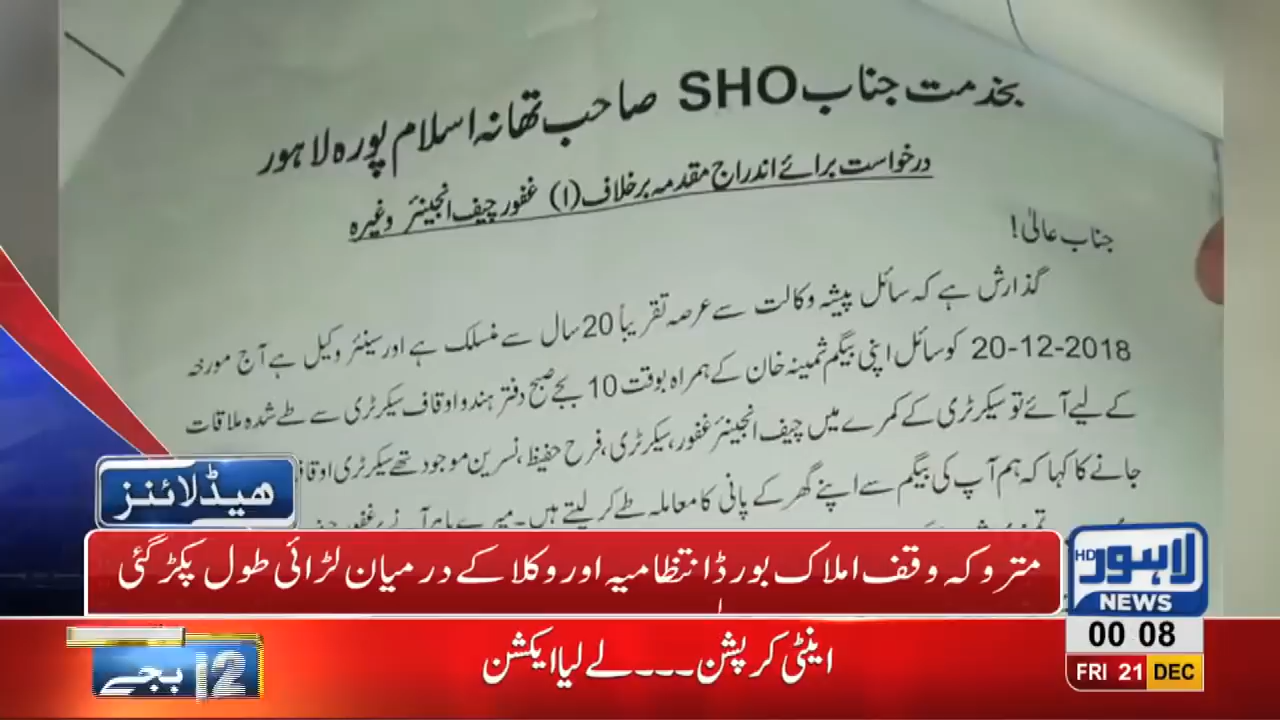 بخدمت جناب SHO صاحب تھانہ اسلام پورہ لاہور
درخواست برائے اندراج مقدمہ برخلاف (۱) غفور چیف انجینئر وغیرہ
جناب عالیٰ!
گذارش ہے کہ سائل پیشہ وکالت سے عرصہ تقریباً 20 سال سے منسلک ہے اور سینئر وکیل ہے آج مورخہ
20-12-2018 کو سائل اپنی بیگم ثمینہ خان کے ہمراہ بوقت 10 بجے صبح دفتر ہندو اوقاف سیکرٹری سے طے شدہ ملاقات
کے لیے آئے تو سیکرٹری کے کمرے میں چیف انجینئر غفور، سیکرٹری، فرح حفیظ، نسرین موجود تھے سیکرٹری
جانے کا کہا کہ ہم آپ کی بیگم سے اپنے گھر کے پانی کا معاملہ طے کر لیتے ہیں۔ میرے
ھیڈلائنز
متروکہ وقف املاک بورڈ انتظامیہ اور وکلا کے درمیان لڑائی طول پکڑ گئی
لاہور HD
NEWS
00 08
FRI 21 DEC
12 بجے
اینٹی کرپشن۔۔۔لے لیا ایکشن